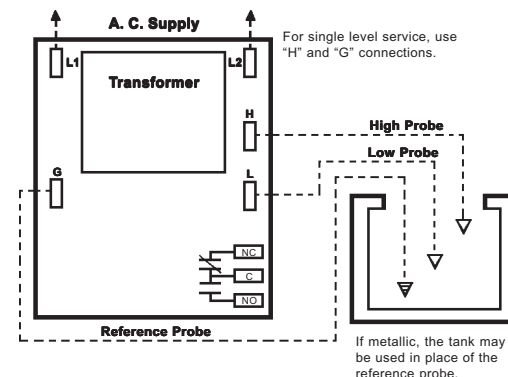 A. C. Supply
For single level service, use
“H” and “G” connections.
L1
L2
Transformer
H
High Probe
Low Probe
G
L
NC
C
NO
Reference Probe
If metallic, the tank may
be used in place of the
reference probe.